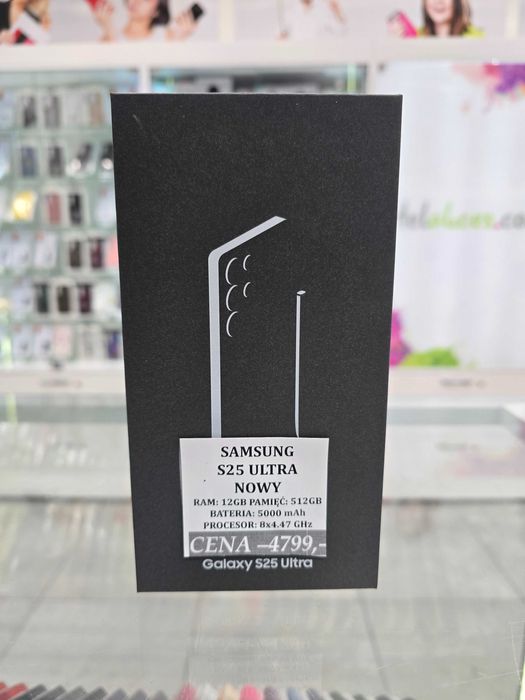 SAMSUNG
S25 ULTRA
NOWY
RAM: 12GB PAMIĘĆ: 512GB
BATERIA: 5000 mAh
PROCESOR: 8x4.47 GHz
CENA –4799,-
Galaxy S25 Ultra